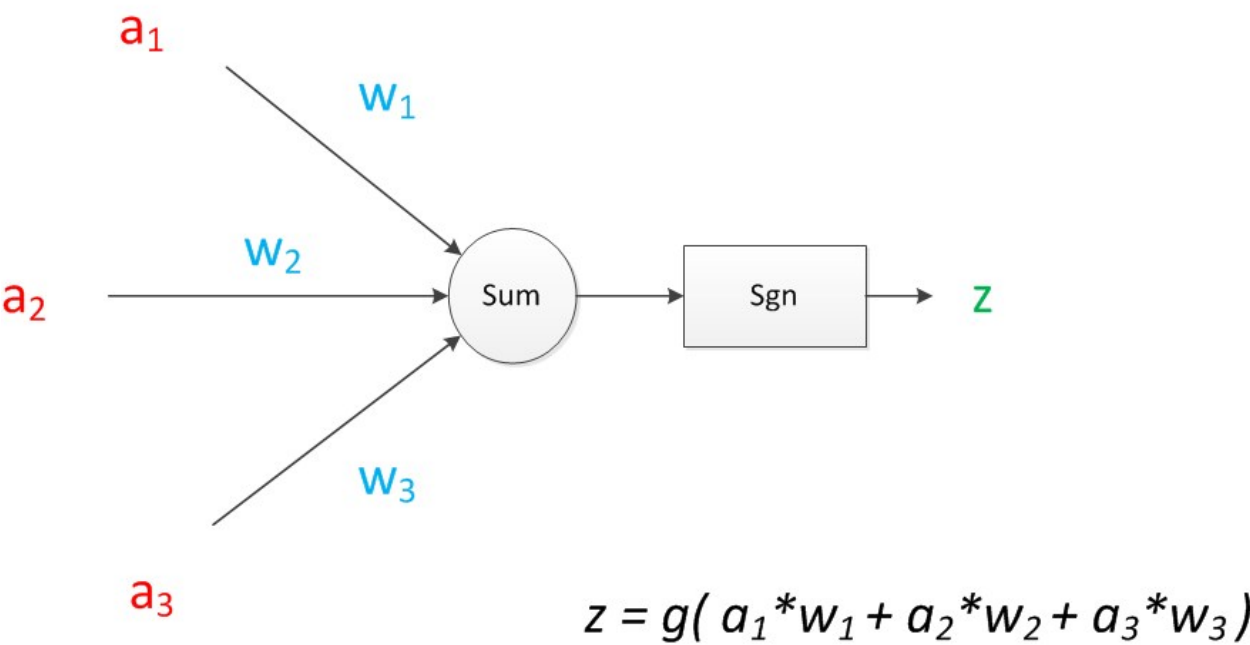 a₁
w₁
w₂
a₂
Sum
Sgn
z
w₃
a₃
z = g( a₁*w₁ + a₂*w₂ + a₃*w₃ )